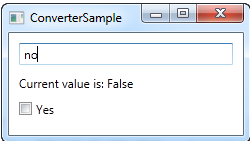 ConverterSample
no
Current value is: False
Yes